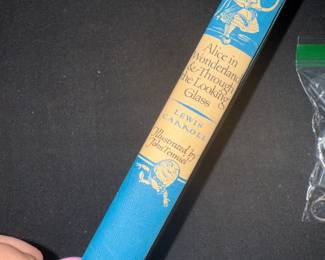 Alice in
Wonderland
& Through
the Looking
Glass
LEWIS
CARROLL
Illustrated by
John Tenniel